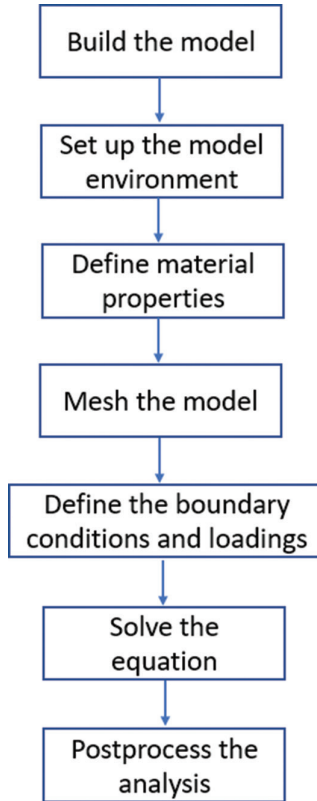 Build the model
Set up the model
environment
Define material
properties
Mesh the model
Define the boundary
conditions and loadings
Solve the
equation
Postprocess the
analysis